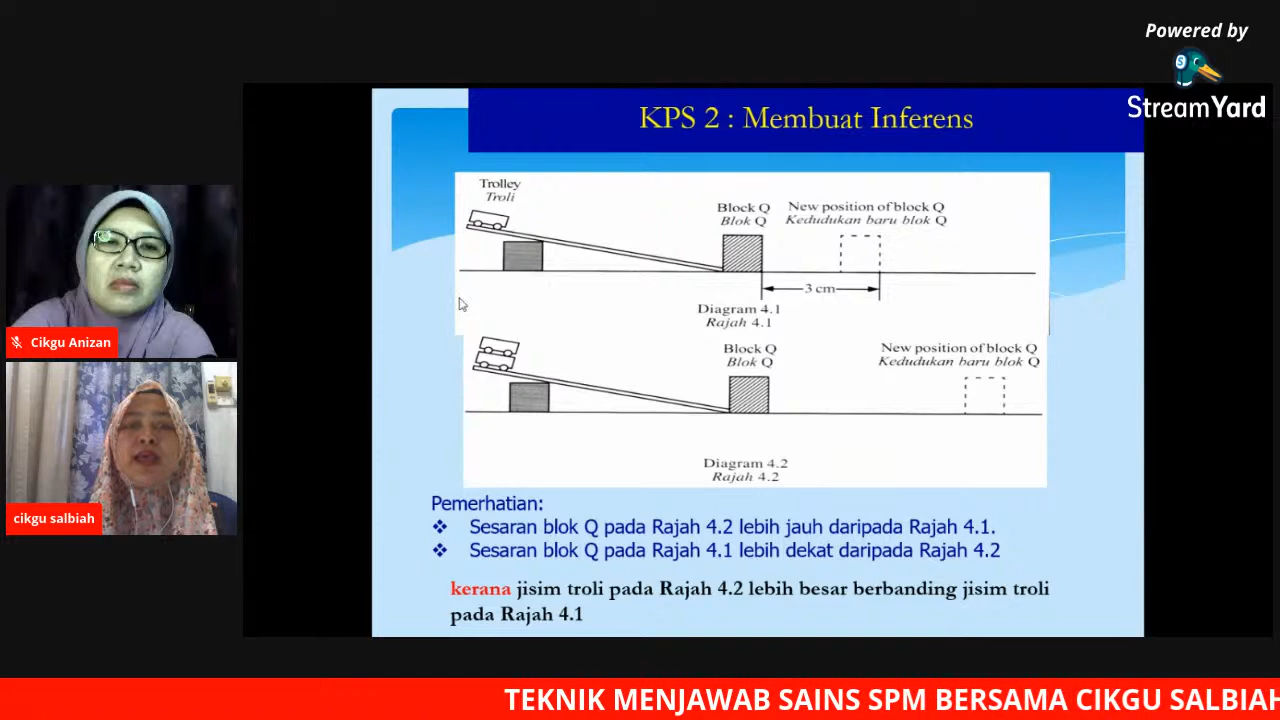 Powered by
StreamYard
KPS 2 : Membuat Inferens
Trolley
Troli
Block Q
Blok Q
New position of block Q
Kedudukan baru blok Q
3 cm
Diagram 4.1
Rajah 4.1
Block Q
Blok Q
New position of block Q
Kedudukan baru blok Q
Diagram 4.2
Rajah 4.2
Cikgu Anizan
cikgu salbiah
Pemerhatian:
❖ Sesaran blok Q pada Rajah 4.2 lebih jauh daripada Rajah 4.1.
❖ Sesaran blok Q pada Rajah 4.1 lebih dekat daripada Rajah 4.2
kerana jisim troli pada Rajah 4.2 lebih besar berbanding jisim troli
pada Rajah 4.1
TEKNIK MENJAWAB SAINS SPM BERSAMA CIKGU SALBIAH